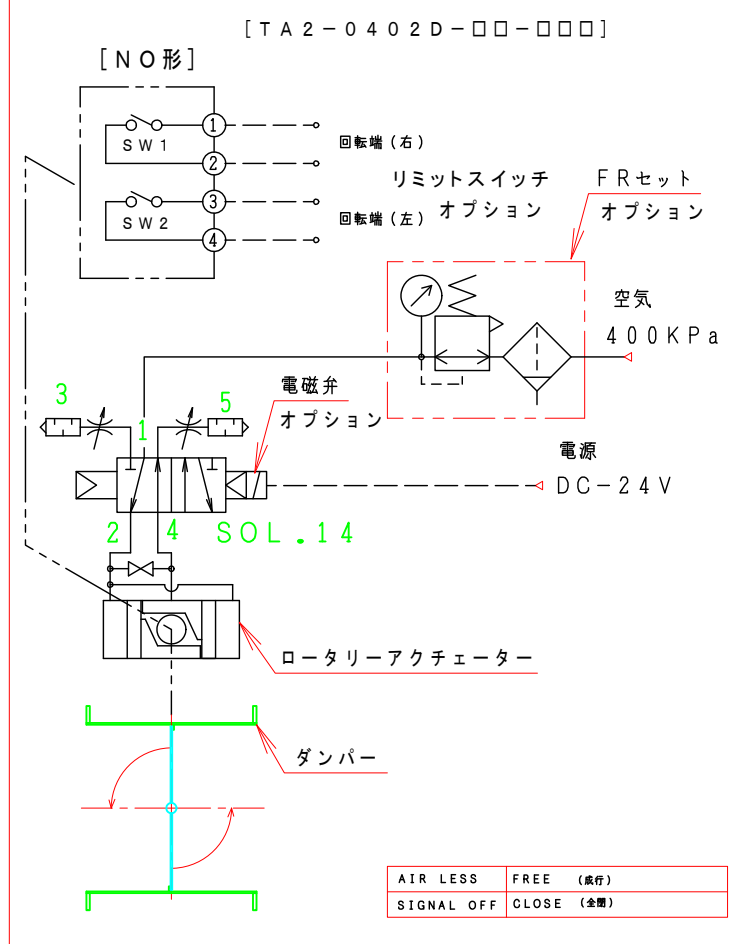 [TA2-0402D-□□-□□□]
[NO形]
1
SW1
2
回転端(右)
3
SW2
4
回転端(左)
リミットスイッチ
オプション
FRセット
オプション
空気
400KPa
3
1
5
電磁弁
オプション
電源
DC-24V
2
4
SOL.14
ロータリーアクチェーター
ダンパー
AIR LESS FREE (成行)
SIGNAL OFF CLOSE (全閉)